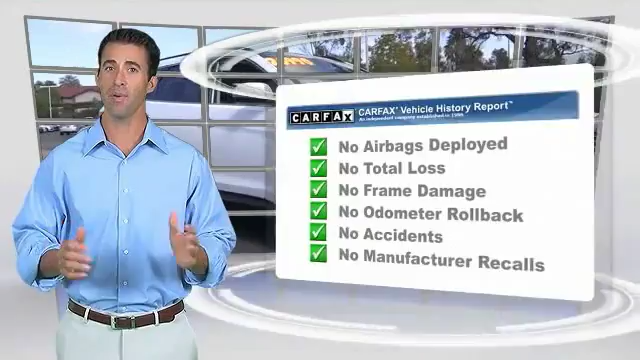 CARFAX
CARFAX® Vehicle History Report™
An independent company established in 1986
No Airbags Deployed
No Total Loss
No Frame Damage
No Odometer Rollback
No Accidents
No Manufacturer Recalls